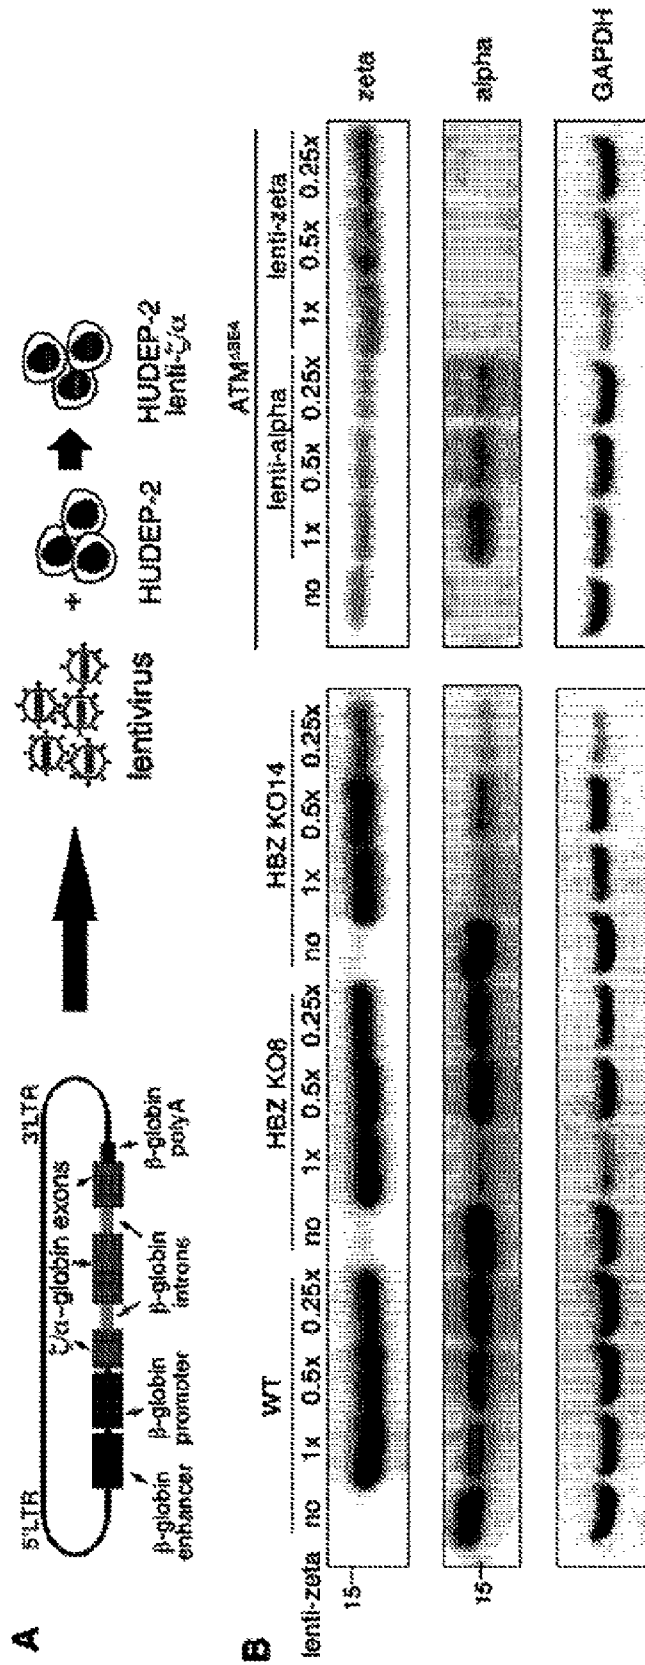 A
5'LTR
3'LTR
ζ/α-globin exons
β-globin enhancer
β-globin promoter
β-globin introns
β-globin polyA
lentivirus
+
HUDEP-2
HUDEP-2
lenti-ζ/α
B
WT
HBZ KO8
HBZ KO14
ATM
lenti-alpha
lenti-zeta
lenti-zeta
no 1x 0.5x 0.25x no 1x 0.5x 0.25x no 1x 0.5x 0.25x
no 1x 0.5x 0.25x 1x 0.5x 0.25x
15
zeta
15
alpha
GAPDH